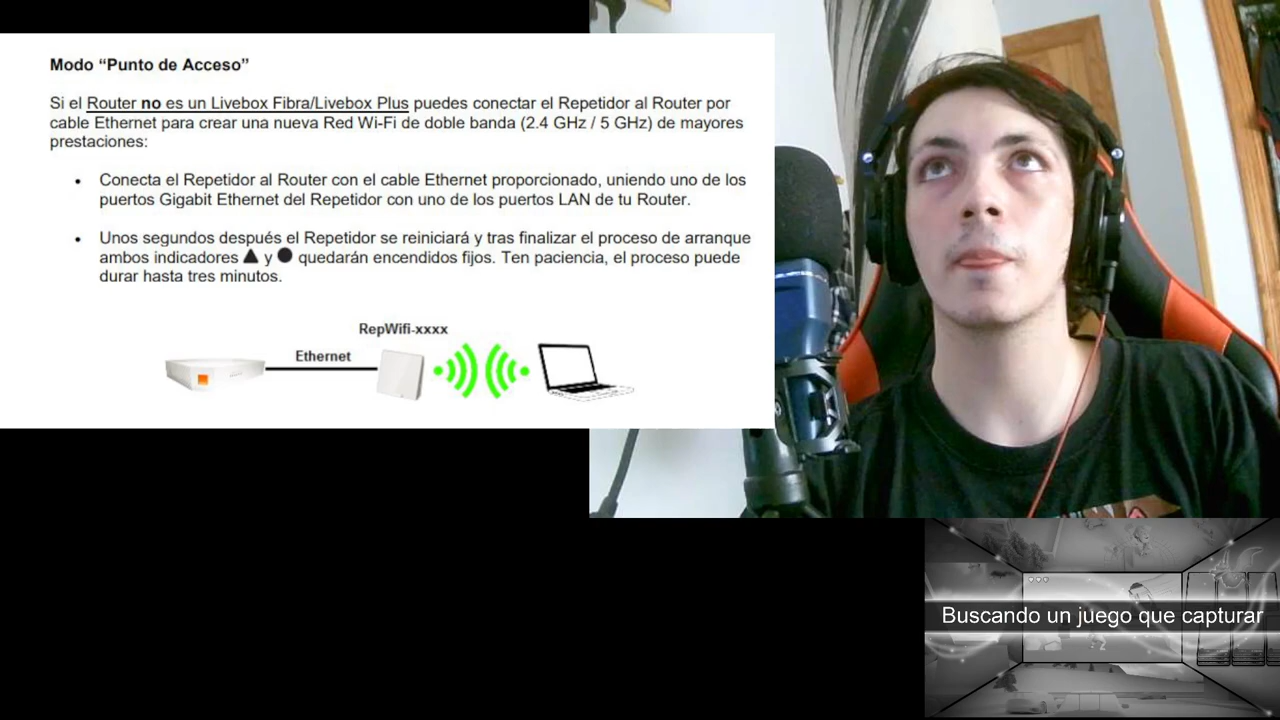 Modo “Punto de Acceso”
Si el Router no es un Livebox Fibra/Livebox Plus puedes conectar el Repetidor al Router por
cable Ethernet para crear una nueva Red Wi-Fi de doble banda (2.4 GHz / 5 GHz) de mayores
prestaciones:
• Conecta el Repetidor al Router con el cable Ethernet proporcionado, uniendo uno de los
puertos Gigabit Ethernet del Repetidor con uno de los puertos LAN de tu Router.
• Unos segundos después el Repetidor se reiniciará y tras finalizar el proceso de arranque
ambos indicadores ▲ y ● quedarán encendidos fijos. Ten paciencia, el proceso puede
durar hasta tres minutos.
RepWifi-xxxx
Ethernet
Buscando un juego que capturar